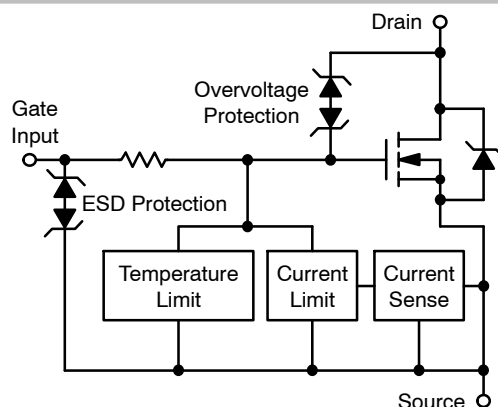 Drain
Overvoltage
Protection
Gate
Input
ESD Protection
Temperature
Limit
Current
Limit
Current
Sense
Source